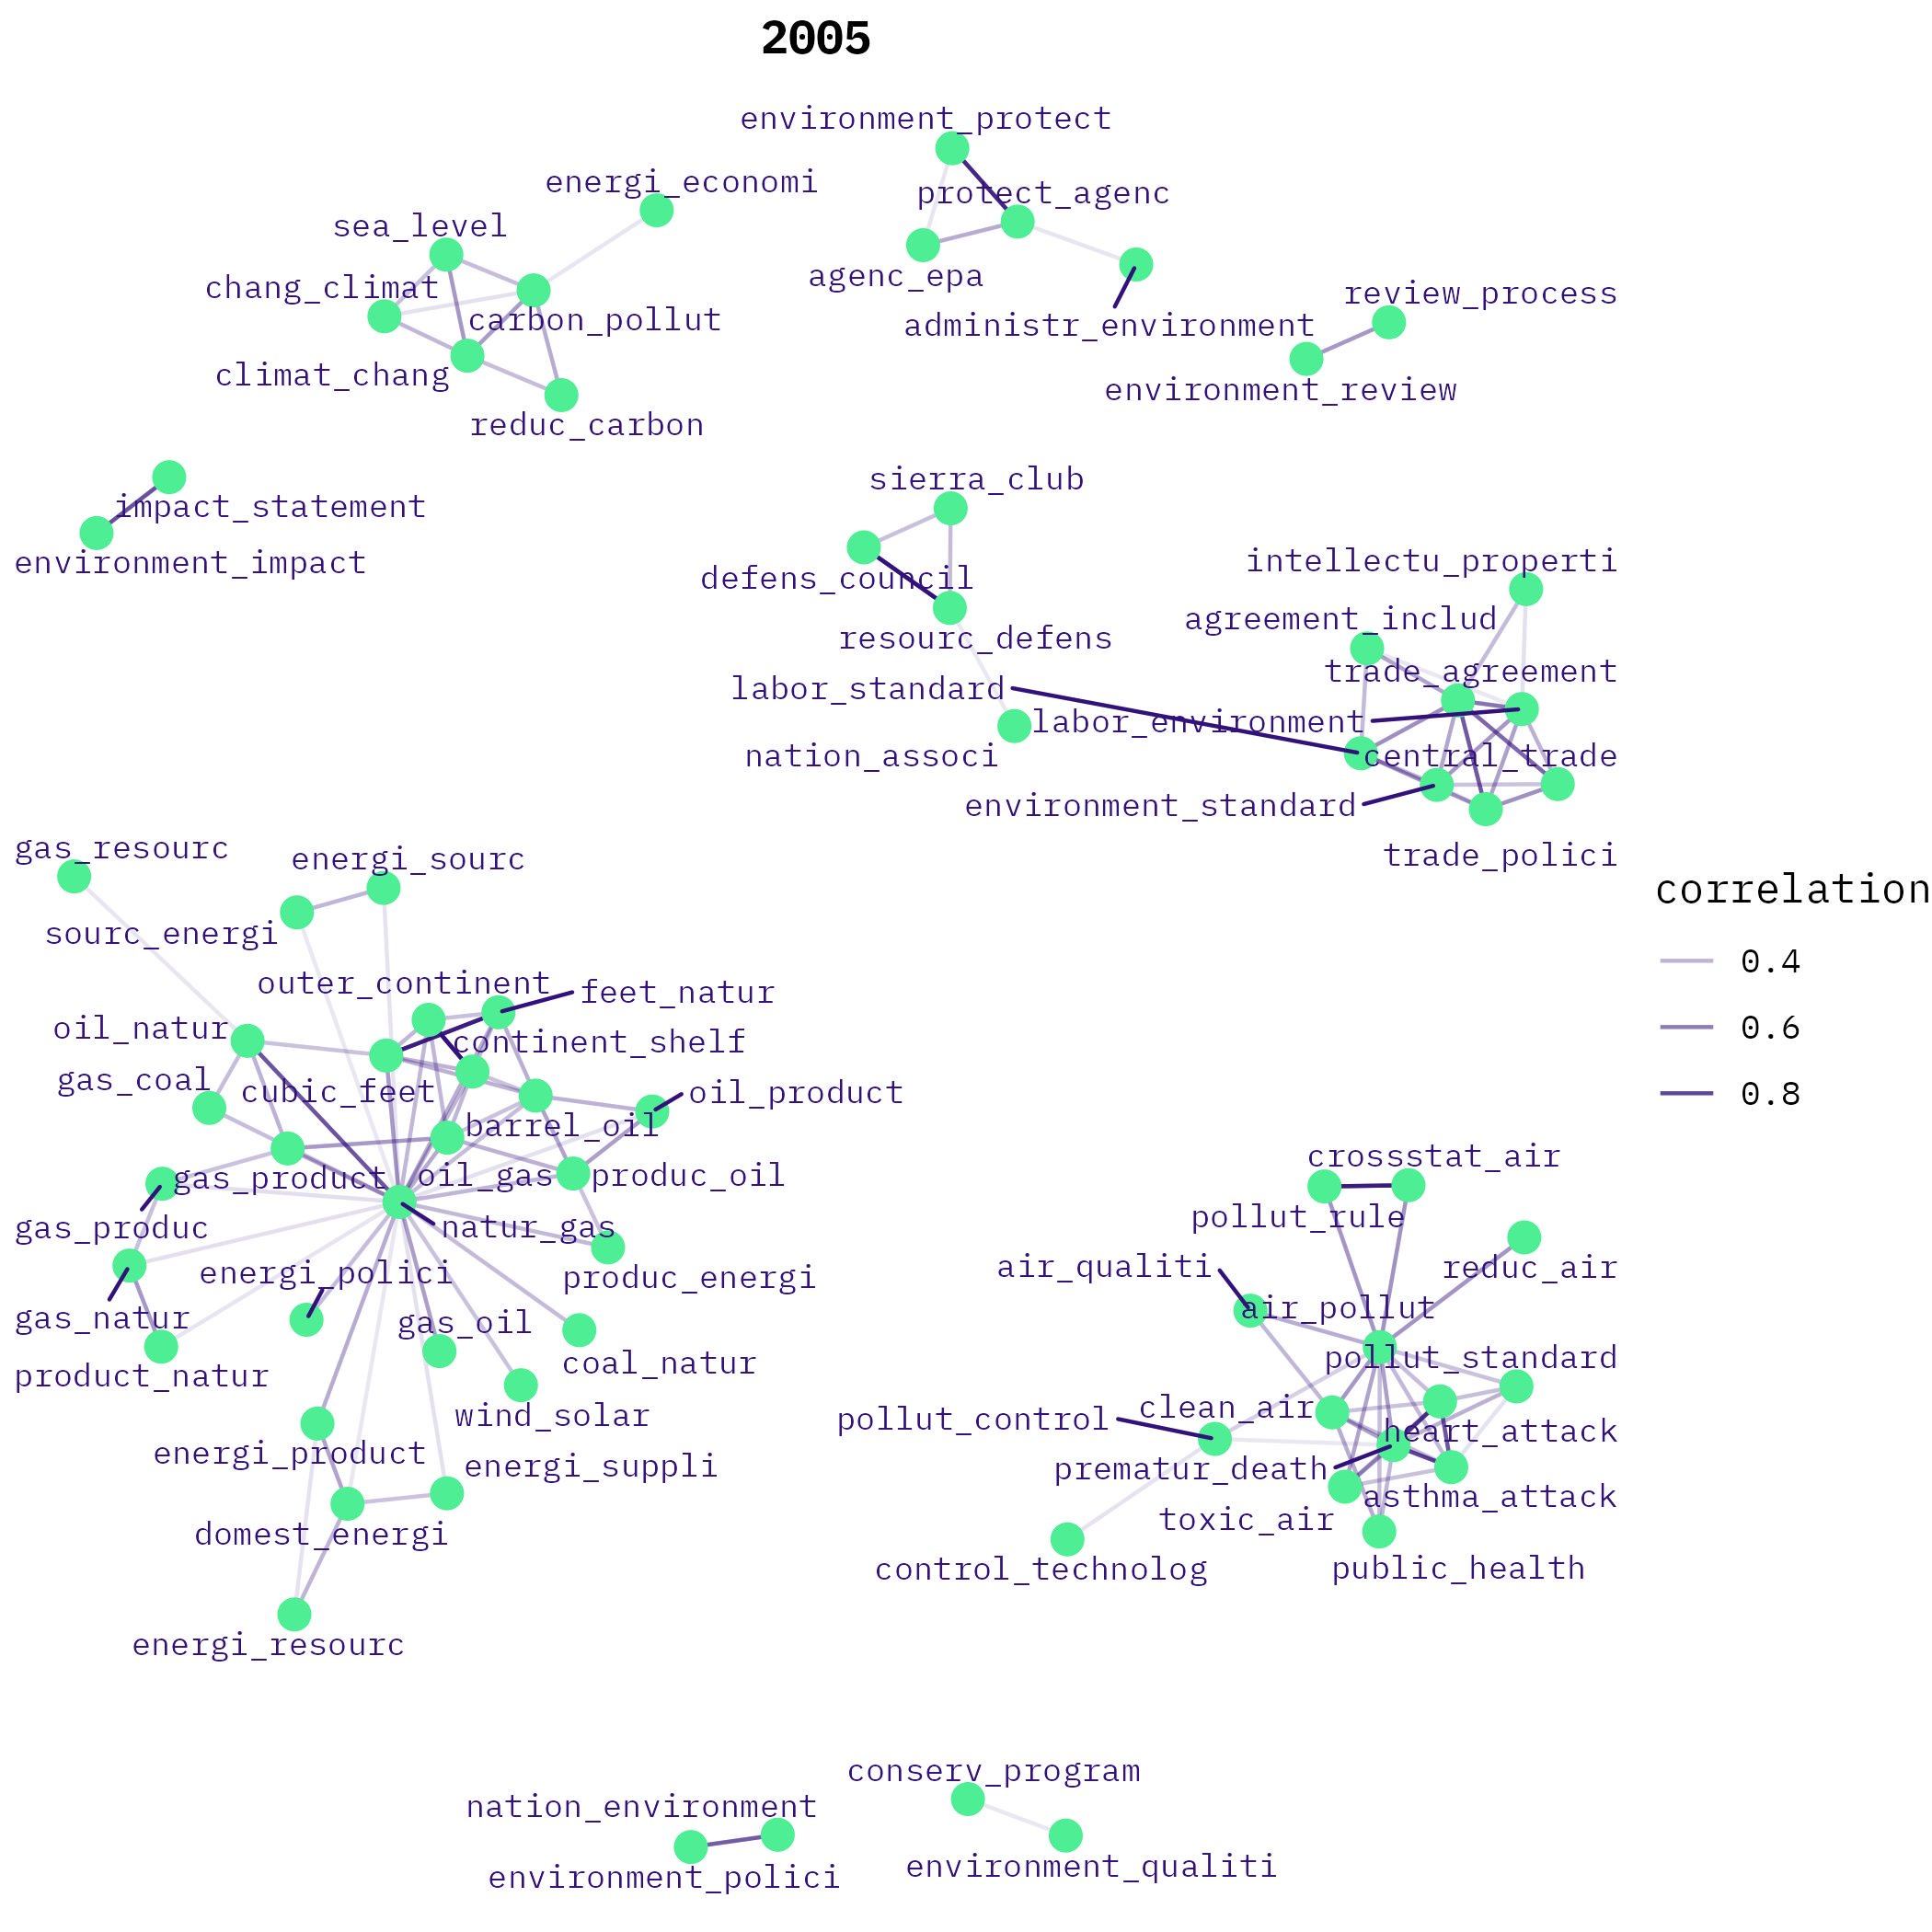 2005
environment_protect
energi_economi
protect_agenc
sea_level
agenc_epa
chang_climat
review_process
carbon_pollut
administr_environment
climat_chang
environment_review
reduc_carbon
sierra_club
impact_statement
environment_impact
intellectu_properti
defens_council
agreement_includ
resourc_defens
trade_agreement
labor_standard
labor_environment
nation_associ
central_trade
environment_standard
trade_polici
gas_resourc
energi_sourc
correlation
sourc_energi
0.4
outer_continent
feet_natur
oil_natur
0.6
continent_shelf
gas_coal
cubic_feet
oil_product
0.8
barrel_oil
crossstat_air
gas_product
oil_gas
produc_oil
pollut_rule
gas_produc
natur_gas
air_qualiti
reduc_air
energi_polici
produc_energi
air_pollut
gas_natur
gas_oil
pollut_standard
coal_natur
product_natur
clean_air
wind_solar
pollut_control
heart_attack
energi_product
energi_suppli
prematur_death
asthma_attack
toxic_air
domest_energi
control_technolog
public_health
energi_resourc
conserv_program
nation_environment
environment_qualiti
environment_polici